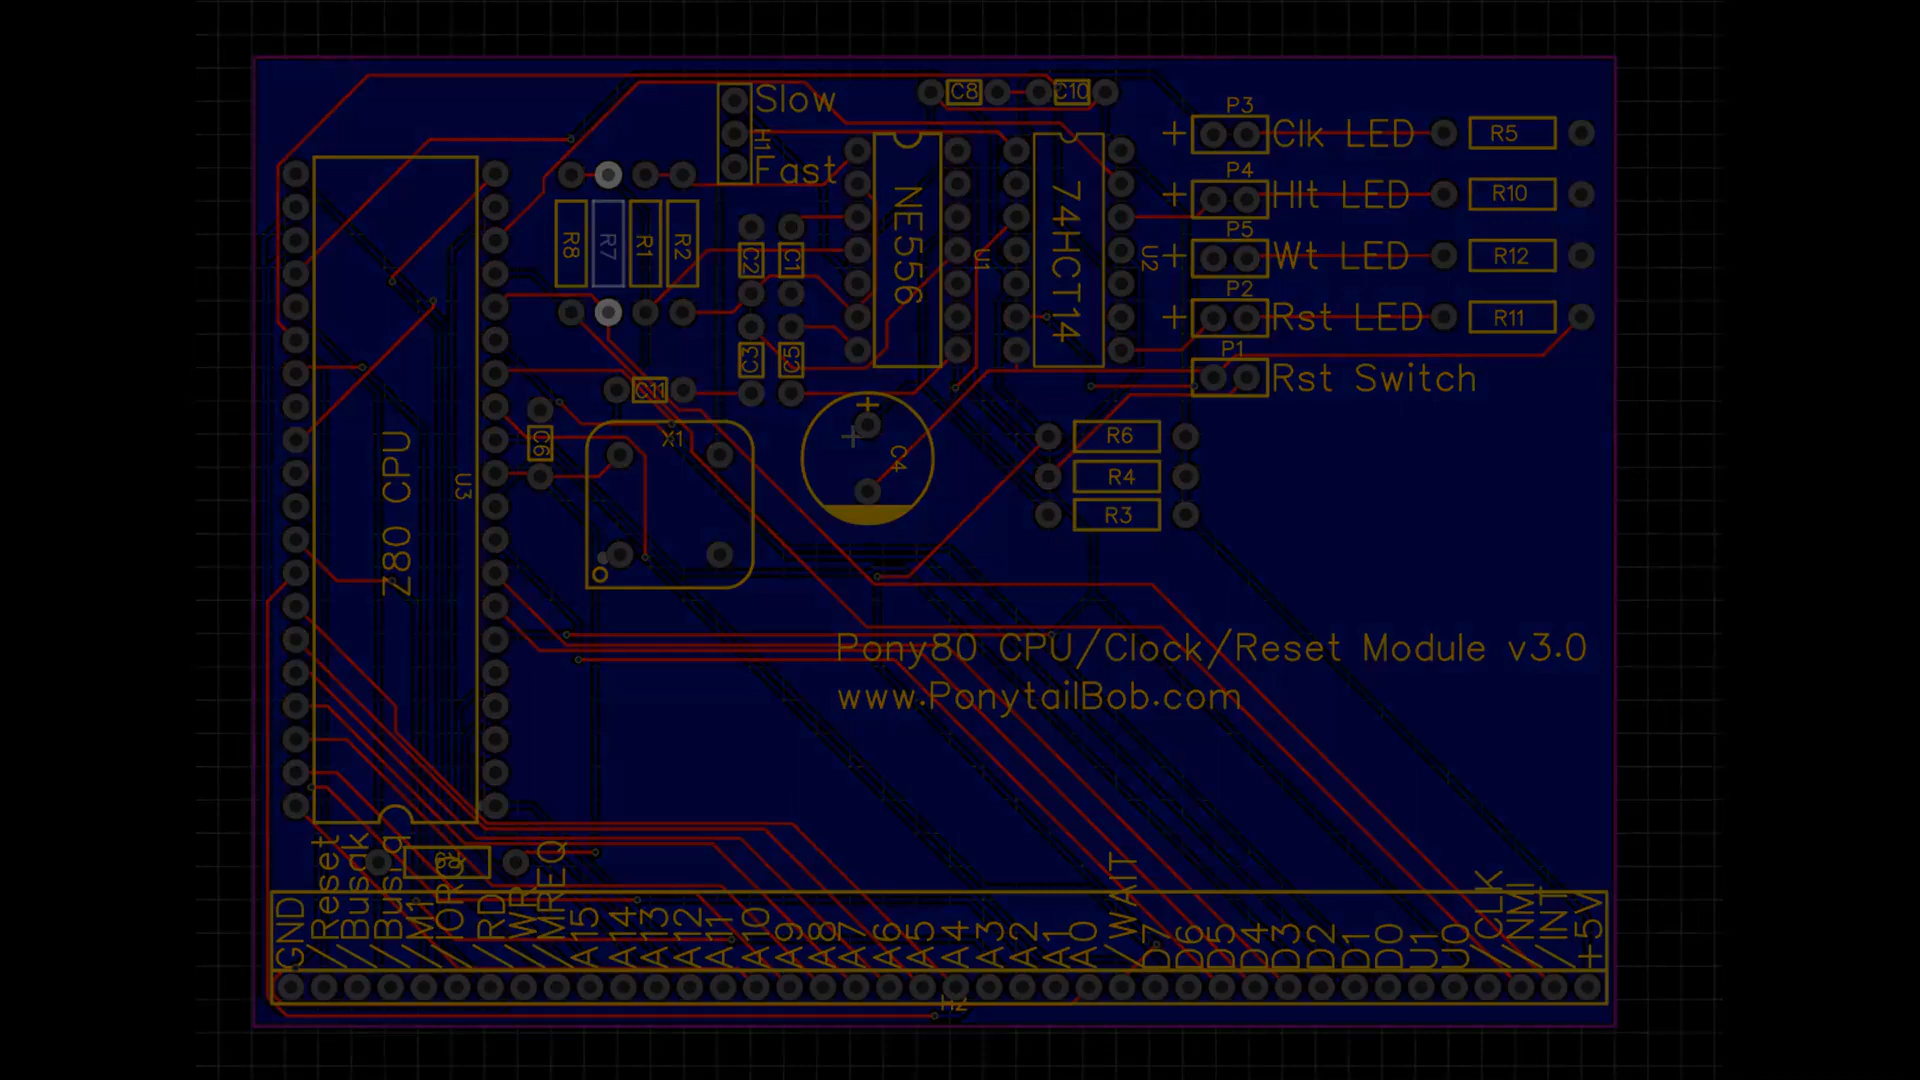 Slow
C8
C10
P3
+
Clk LED
R5
H1
Fast
P4
+
Hlt LED
R10
P5
+
Wt LED
R12
P2
+
Rst LED
R11
P1
Rst Switch
R8
R7
R1
R2
C2
C1
NE556
U1
74HCT14
U2
C3
C5
C11
C6
X1
+
C4
R6
R4
R3
Z80 CPU
U3
Pony80 CPU/Clock/Reset Module v3.0
www.PonytailBob.com
R9
GND
/Reset
/Busak
/Busrq
/M1
/IORQ
/RD
/WR
/MREQ
A15
A14
A13
A12
A11
A10
A9
A8
A7
A6
A5
A4
A3
A2
A1
A0
/WAIT
D7
D6
D5
D4
D3
D2
D1
D0
U1
U0
CLK
/NMI
/INT
+5V
H2